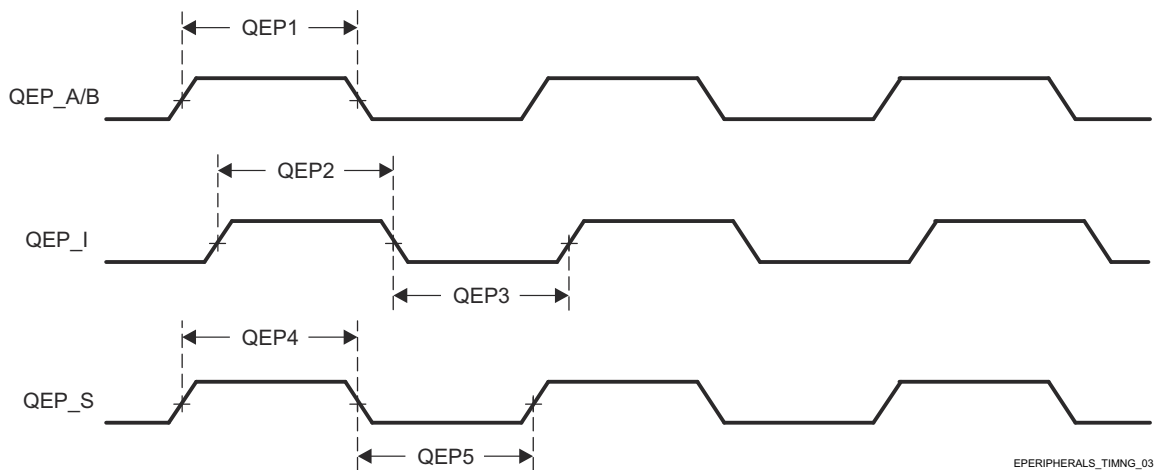 QEP1
QEP_A/B
QEP2
QEP_I
QEP3
QEP4
QEP_S
QEP5
EPERIPHERALS_TIMNG_03